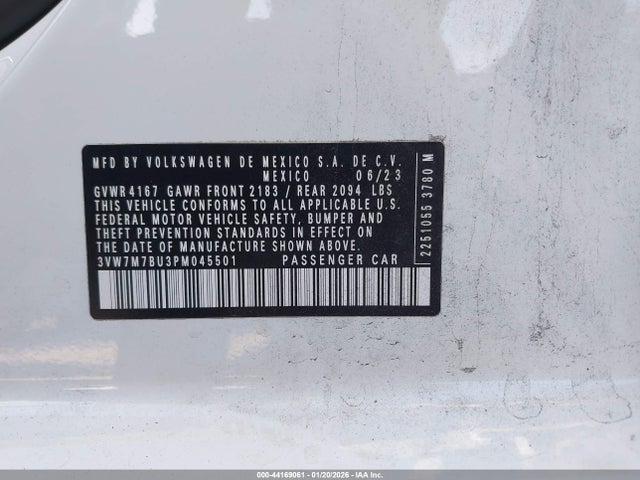 MFD BY VOLKSWAGEN DE MEXICO S.A. DE C.V.
MEXICO 06/23
GVWR 4167 GAWR FRONT 2183 / REAR 2094 LBS
THIS VEHICLE CONFORMS TO ALL APPLICABLE U.S.
FEDERAL MOTOR VEHICLE SAFETY, BUMPER AND
THEFT PREVENTION STANDARDS IN EFFECT ON
THE DATE OF MANUFACTURE SHOWN ABOVE.
3VW7M7BU3PM045501 PASSENGER CAR
2251055 3780 M
000-44169061 - 01/20/2026 - IAA Inc.